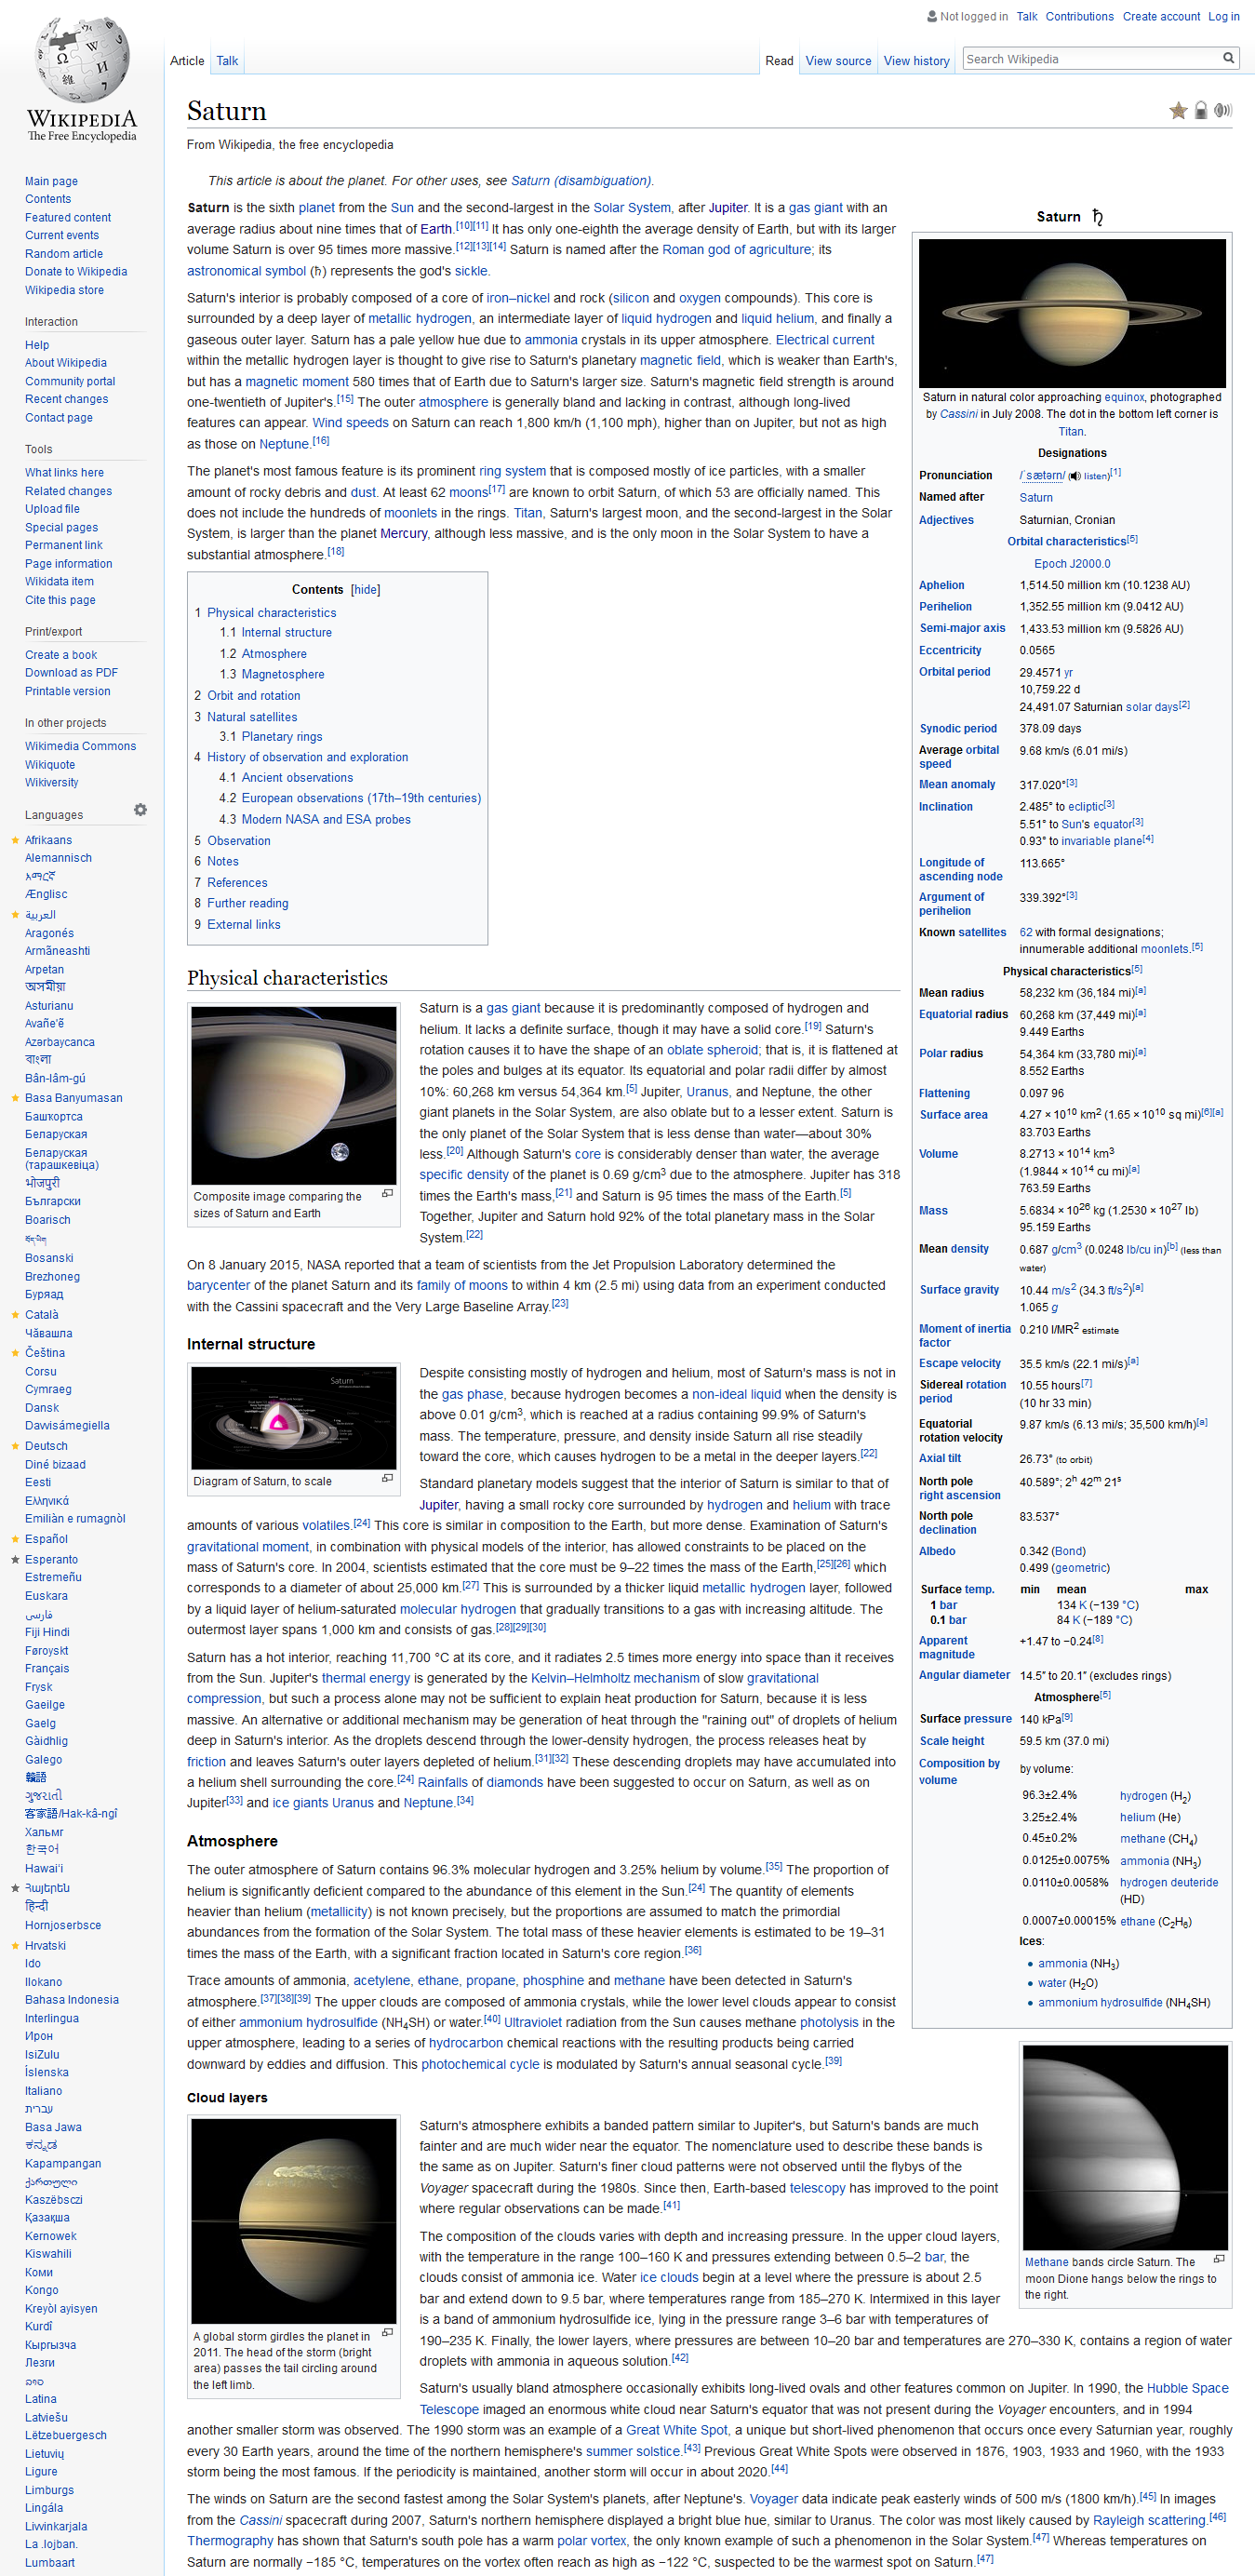 Not logged in Talk Contributions Create account Log in
Article Talk Read View source View history Search Wikipedia
WIKIPEDIA
The Free Encyclopedia
Main page
Contents
Featured content
Current events
Random article
Donate to Wikipedia
Wikipedia store
Interaction
Help
About Wikipedia
Community portal
Recent changes
Contact page
Tools
What links here
Related changes
Upload file
Special pages
Permanent link
Page information
Wikidata item
Cite this page
Print/export
Create a book
Download as PDF
Printable version
In other projects
Wikimedia Commons
Wikiquote
Wikiversity
Languages
Afrikaans
Alemannisch
አማርኛ
Ænglisc
العربية
Aragonés
Armãneashti
Arpetan
অসমীয়া
Asturianu
Avañe'ẽ
Azərbaycanca
বাংলা
Bân-lâm-gú
Basa Banyumasan
Башҡортса
Беларуская
Беларуская
(тарашкевіца)
भोजपुरी
Български
Boarisch
བོད་ཡིག
Bosanski
Brezhoneg
Буряад
Català
Чӑвашла
Čeština
Corsu
Cymraeg
Dansk
Davvisámegiella
Deutsch
Diné bizaad
Eesti
Ελληνικά
Emiliàn e rumagnòl
Español
Esperanto
Estremeñu
Euskara
فارسی
Fiji Hindi
Føroyskt
Français
Frysk
Gaeilge
Gaelg
Gàidhlig
Galego
贛語
ગુજરાતી
客家語/Hak-kâ-ngî
Хальмг
한국어
Hawai'i
Հայերեն
हिन्दी
Hornjoserbsce
Hrvatski
Ido
Ilokano
Bahasa Indonesia
Interlingua
Ирон
IsiZulu
Íslenska
Italiano
עברית
Basa Jawa
ಕನ್ನಡ
Kapampangan
ქართული
Kaszëbsczi
Қазақша
Kernowek
Kiswahili
Коми
Kongo
Kreyòl ayisyen
Kurdî
Кыргызча
Лезги
ລາວ
Latina
Latviešu
Lëtzebuergesch
Lietuvių
Ligure
Limburgs
Lingála
Livvinkarjala
La .lojban.
Lumbaart
Saturn
From Wikipedia, the free encyclopedia
This article is about the planet. For other uses, see Saturn (disambiguation).
Saturn is the sixth planet from the Sun and the second-largest in the Solar System, after Jupiter. It is a gas giant with an
average radius about nine times that of Earth.[10][11] It has only one-eighth the average density of Earth, but with its larger
volume Saturn is over 95 times more massive.[12][13][14] Saturn is named after the Roman god of agriculture; its
astronomical symbol (♄) represents the god's sickle.
Saturn's interior is probably composed of a core of iron–nickel and rock (silicon and oxygen compounds). This core is
surrounded by a deep layer of metallic hydrogen, an intermediate layer of liquid hydrogen and liquid helium, and finally a
gaseous outer layer. Saturn has a pale yellow hue due to ammonia crystals in its upper atmosphere. Electrical current
within the metallic hydrogen layer is thought to give rise to Saturn's planetary magnetic field, which is weaker than Earth's,
but has a magnetic moment 580 times that of Earth due to Saturn's larger size. Saturn's magnetic field strength is around
one-twentieth of Jupiter's.[15] The outer atmosphere is generally bland and lacking in contrast, although long-lived
features can appear. Wind speeds on Saturn can reach 1,800 km/h (1,100 mph), higher than on Jupiter, but not as high
as those on Neptune.[16]
The planet's most famous feature is its prominent ring system that is composed mostly of ice particles, with a smaller
amount of rocky debris and dust. At least 62 moons[17] are known to orbit Saturn, of which 53 are officially named. This
does not include the hundreds of moonlets in the rings. Titan, Saturn's largest moon, and the second-largest in the Solar
System, is larger than the planet Mercury, although less massive, and is the only moon in the Solar System to have a
substantial atmosphere.[18]
Contents [hide]
1 Physical characteristics
1.1 Internal structure
1.2 Atmosphere
1.3 Magnetosphere
2 Orbit and rotation
3 Natural satellites
3.1 Planetary rings
4 History of observation and exploration
4.1 Ancient observations
4.2 European observations (17th–19th centuries)
4.3 Modern NASA and ESA probes
5 Observation
6 Notes
7 References
8 Further reading
9 External links
Saturn ♄
Saturn in natural color approaching equinox, photographed
by Cassini in July 2008. The dot in the bottom left corner is
Titan.
Designations
Pronunciation /ˈsætərn/ (listen)[1]
Named after Saturn
Adjectives Saturnian, Cronian
Orbital characteristics[5]
Epoch J2000.0
Aphelion 1,514.50 million km (10.1238 AU)
Perihelion 1,352.55 million km (9.0412 AU)
Semi-major axis 1,433.53 million km (9.5826 AU)
Eccentricity 0.0565
Orbital period 29.4571 yr
10,759.22 d
24,491.07 Saturnian solar days[2]
Synodic period 378.09 days
Average orbital speed 9.68 km/s (6.01 mi/s)
Mean anomaly 317.020°[3]
Inclination 2.485° to ecliptic[3]
5.51° to Sun's equator[3]
0.93° to invariable plane[4]
Longitude of ascending node 113.665°
Argument of perihelion 339.392°[3]
Known satellites 62 with formal designations;
innumerable additional moonlets.[5]
Physical characteristics[5]
Mean radius 58,232 km (36,184 mi)[a]
Equatorial radius 60,268 km (37,449 mi)[a]
9.449 Earths
Polar radius 54,364 km (33,780 mi)[a]
8.552 Earths
Flattening 0.097 96
Surface area 4.27 × 10¹⁰ km² (1.65 × 10¹⁰ sq mi)[6][a]
83.703 Earths
Volume 8.2713 × 10¹⁴ km³
(1.9844 × 10¹⁴ cu mi)[a]
763.59 Earths
Mass 5.6834 × 10²⁶ kg (1.2530 × 10²⁷ lb)
95.159 Earths
Mean density 0.687 g/cm³ (0.0248 lb/cu in)[b] (less than
water)
Surface gravity 10.44 m/s² (34.3 ft/s²)[a]
1.065 g
Moment of inertia factor 0.210 I/MR² estimate
Escape velocity 35.5 km/s (22.1 mi/s)[a]
Sidereal rotation period 10.55 hours[7]
(10 hr 33 min)
Equatorial rotation velocity 9.87 km/s (6.13 mi/s; 35,500 km/h)[a]
Axial tilt 26.73° (to orbit)
North pole right ascension 40.589°; 2ʰ 42ᵐ 21ˢ
North pole declination 83.537°
Albedo 0.342 (Bond)
0.499 (geometric)
Surface temp. min mean max
1 bar 134 K (−139 °C)
0.1 bar 84 K (−189 °C)
Apparent magnitude +1.47 to −0.24[8]
Angular diameter 14.5″ to 20.1″ (excludes rings)
Atmosphere[5]
Surface pressure 140 kPa[9]
Scale height 59.5 km (37.0 mi)
Composition by volume by volume:
96.3±2.4% hydrogen (H₂)
3.25±2.4% helium (He)
0.45±0.2% methane (CH₄)
0.0125±0.0075% ammonia (NH₃)
0.0110±0.0058% hydrogen deuteride
(HD)
0.0007±0.00015% ethane (C₂H₆)
Ices:
• ammonia (NH₃)
• water (H₂O)
• ammonium hydrosulfide (NH₄SH)
Physical characteristics
Composite image comparing the
sizes of Saturn and Earth
Saturn is a gas giant because it is predominantly composed of hydrogen and
helium. It lacks a definite surface, though it may have a solid core.[19] Saturn's
rotation causes it to have the shape of an oblate spheroid; that is, it is flattened at
the poles and bulges at its equator. Its equatorial and polar radii differ by almost
10%: 60,268 km versus 54,364 km.[5] Jupiter, Uranus, and Neptune, the other
giant planets in the Solar System, are also oblate but to a lesser extent. Saturn is
the only planet of the Solar System that is less dense than water—about 30%
less.[20] Although Saturn's core is considerably denser than water, the average
specific density of the planet is 0.69 g/cm³ due to the atmosphere. Jupiter has 318
times the Earth's mass,[21] and Saturn is 95 times the mass of the Earth.[5]
Together, Jupiter and Saturn hold 92% of the total planetary mass in the Solar
System.[22]
On 8 January 2015, NASA reported that a team of scientists from the Jet Propulsion Laboratory determined the
barycenter of the planet Saturn and its family of moons to within 4 km (2.5 mi) using data from an experiment conducted
with the Cassini spacecraft and the Very Large Baseline Array.[23]
Internal structure
Saturn
Diagram of Saturn, to scale
Despite consisting mostly of hydrogen and helium, most of Saturn's mass is not in
the gas phase, because hydrogen becomes a non-ideal liquid when the density is
above 0.01 g/cm³, which is reached at a radius containing 99.9% of Saturn's
mass. The temperature, pressure, and density inside Saturn all rise steadily
toward the core, which causes hydrogen to be a metal in the deeper layers.[22]
Standard planetary models suggest that the interior of Saturn is similar to that of
Jupiter, having a small rocky core surrounded by hydrogen and helium with trace
amounts of various volatiles.[24] This core is similar in composition to the Earth, but more dense. Examination of Saturn's
gravitational moment, in combination with physical models of the interior, has allowed constraints to be placed on the
mass of Saturn's core. In 2004, scientists estimated that the core must be 9–22 times the mass of the Earth,[25][26] which
corresponds to a diameter of about 25,000 km.[27] This is surrounded by a thicker liquid metallic hydrogen layer, followed
by a liquid layer of helium-saturated molecular hydrogen that gradually transitions to a gas with increasing altitude. The
outermost layer spans 1,000 km and consists of gas.[28][29][30]
Saturn has a hot interior, reaching 11,700 °C at its core, and it radiates 2.5 times more energy into space than it receives
from the Sun. Jupiter's thermal energy is generated by the Kelvin–Helmholtz mechanism of slow gravitational
compression, but such a process alone may not be sufficient to explain heat production for Saturn, because it is less
massive. An alternative or additional mechanism may be generation of heat through the "raining out" of droplets of helium
deep in Saturn's interior. As the droplets descend through the lower-density hydrogen, the process releases heat by
friction and leaves Saturn's outer layers depleted of helium.[31][32] These descending droplets may have accumulated into
a helium shell surrounding the core.[24] Rainfalls of diamonds have been suggested to occur on Saturn, as well as on
Jupiter[33] and ice giants Uranus and Neptune.[34]
Atmosphere
The outer atmosphere of Saturn contains 96.3% molecular hydrogen and 3.25% helium by volume.[35] The proportion of
helium is significantly deficient compared to the abundance of this element in the Sun.[24] The quantity of elements
heavier than helium (metallicity) is not known precisely, but the proportions are assumed to match the primordial
abundances from the formation of the Solar System. The total mass of these heavier elements is estimated to be 19–31
times the mass of the Earth, with a significant fraction located in Saturn's core region.[36]
Trace amounts of ammonia, acetylene, ethane, propane, phosphine and methane have been detected in Saturn's
atmosphere.[37][38][39] The upper clouds are composed of ammonia crystals, while the lower level clouds appear to consist
of either ammonium hydrosulfide (NH₄SH) or water.[40] Ultraviolet radiation from the Sun causes methane photolysis in the
upper atmosphere, leading to a series of hydrocarbon chemical reactions with the resulting products being carried
downward by eddies and diffusion. This photochemical cycle is modulated by Saturn's annual seasonal cycle.[39]
Methane bands circle Saturn. The
moon Dione hangs below the rings to
the right.
Cloud layers
A global storm girdles the planet in
2011. The head of the storm (bright
area) passes the tail circling around
the left limb.
Saturn's atmosphere exhibits a banded pattern similar to Jupiter's, but Saturn's bands are much
fainter and are much wider near the equator. The nomenclature used to describe these bands is
the same as on Jupiter. Saturn's finer cloud patterns were not observed until the flybys of the
Voyager spacecraft during the 1980s. Since then, Earth-based telescopy has improved to the point
where regular observations can be made.[41]
The composition of the clouds varies with depth and increasing pressure. In the upper cloud layers,
with the temperature in the range 100–160 K and pressures extending between 0.5–2 bar, the
clouds consist of ammonia ice. Water ice clouds begin at a level where the pressure is about 2.5
bar and extend down to 9.5 bar, where temperatures range from 185–270 K. Intermixed in this layer
is a band of ammonium hydrosulfide ice, lying in the pressure range 3–6 bar with temperatures of
190–235 K. Finally, the lower layers, where pressures are between 10–20 bar and temperatures are 270–330 K, contains a region of water
droplets with ammonia in aqueous solution.[42]
Saturn's usually bland atmosphere occasionally exhibits long-lived ovals and other features common on Jupiter. In 1990, the Hubble Space
Telescope imaged an enormous white cloud near Saturn's equator that was not present during the Voyager encounters, and in 1994
another smaller storm was observed. The 1990 storm was an example of a Great White Spot, a unique but short-lived phenomenon that occurs once every Saturnian year, roughly
every 30 Earth years, around the time of the northern hemisphere's summer solstice.[43] Previous Great White Spots were observed in 1876, 1903, 1933 and 1960, with the 1933
storm being the most famous. If the periodicity is maintained, another storm will occur in about 2020.[44]
The winds on Saturn are the second fastest among the Solar System's planets, after Neptune's. Voyager data indicate peak easterly winds of 500 m/s (1800 km/h).[45] In images
from the Cassini spacecraft during 2007, Saturn's northern hemisphere displayed a bright blue hue, similar to Uranus. The color was most likely caused by Rayleigh scattering.[46]
Thermography has shown that Saturn's south pole has a warm polar vortex, the only known example of such a phenomenon in the Solar System.[47] Whereas temperatures on
Saturn are normally −185 °C, temperatures on the vortex often reach as high as −122 °C, suspected to be the warmest spot on Saturn.[47]